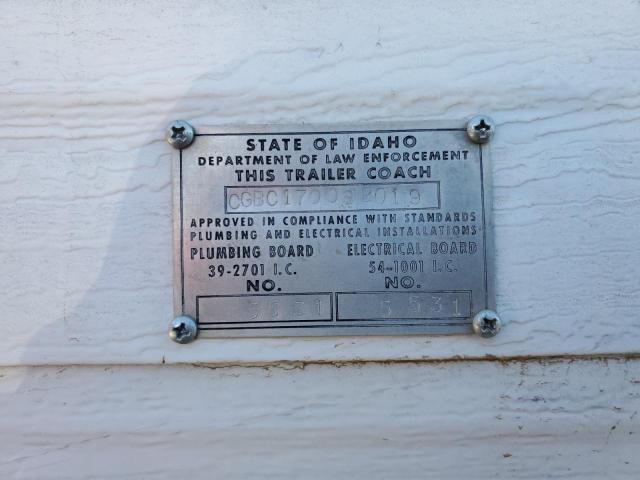 STATE OF IDAHO
DEPARTMENT OF LAW ENFORCEMENT
THIS TRAILER COACH
APPROVED IN COMPLIANCE WITH STANDARDS
PLUMBING AND ELECTRICAL INSTALLATIONS
PLUMBING BOARD ELECTRICAL BOARD
39-2701 I.C. 54-1001 I.C.
NO. NO.
5531